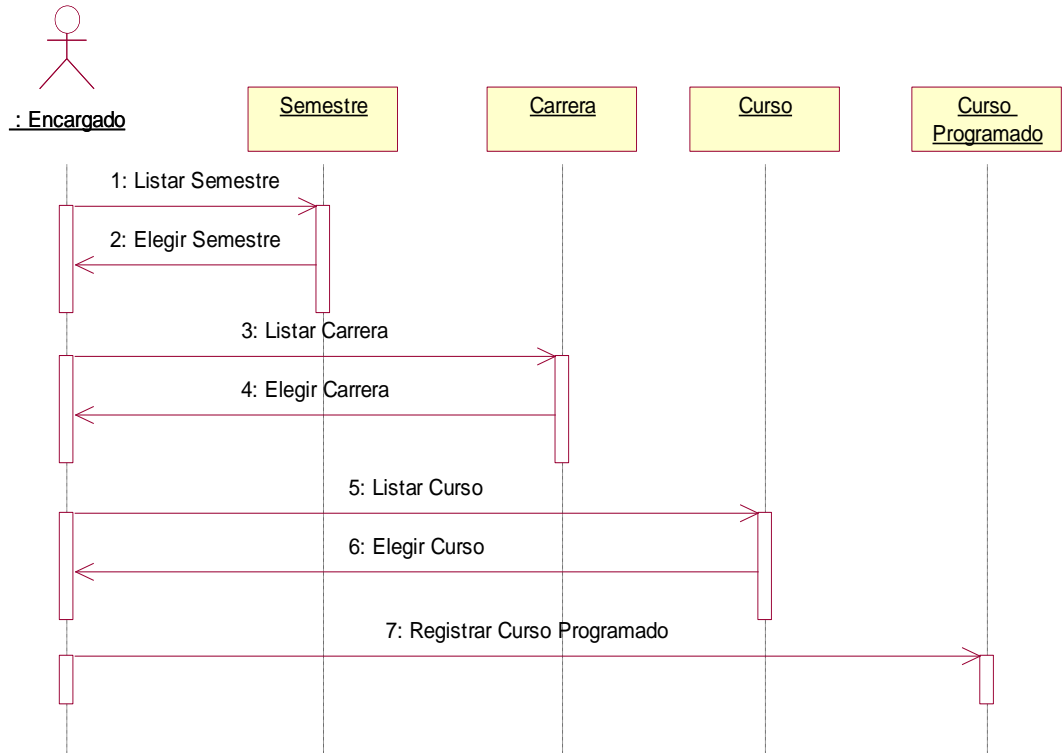 : Encargado
Semestre
Carrera
Curso
Curso
Programado
1: Listar Semestre
2: Elegir Semestre
3: Listar Carrera
4: Elegir Carrera
5: Listar Curso
6: Elegir Curso
7: Registrar Curso Programado